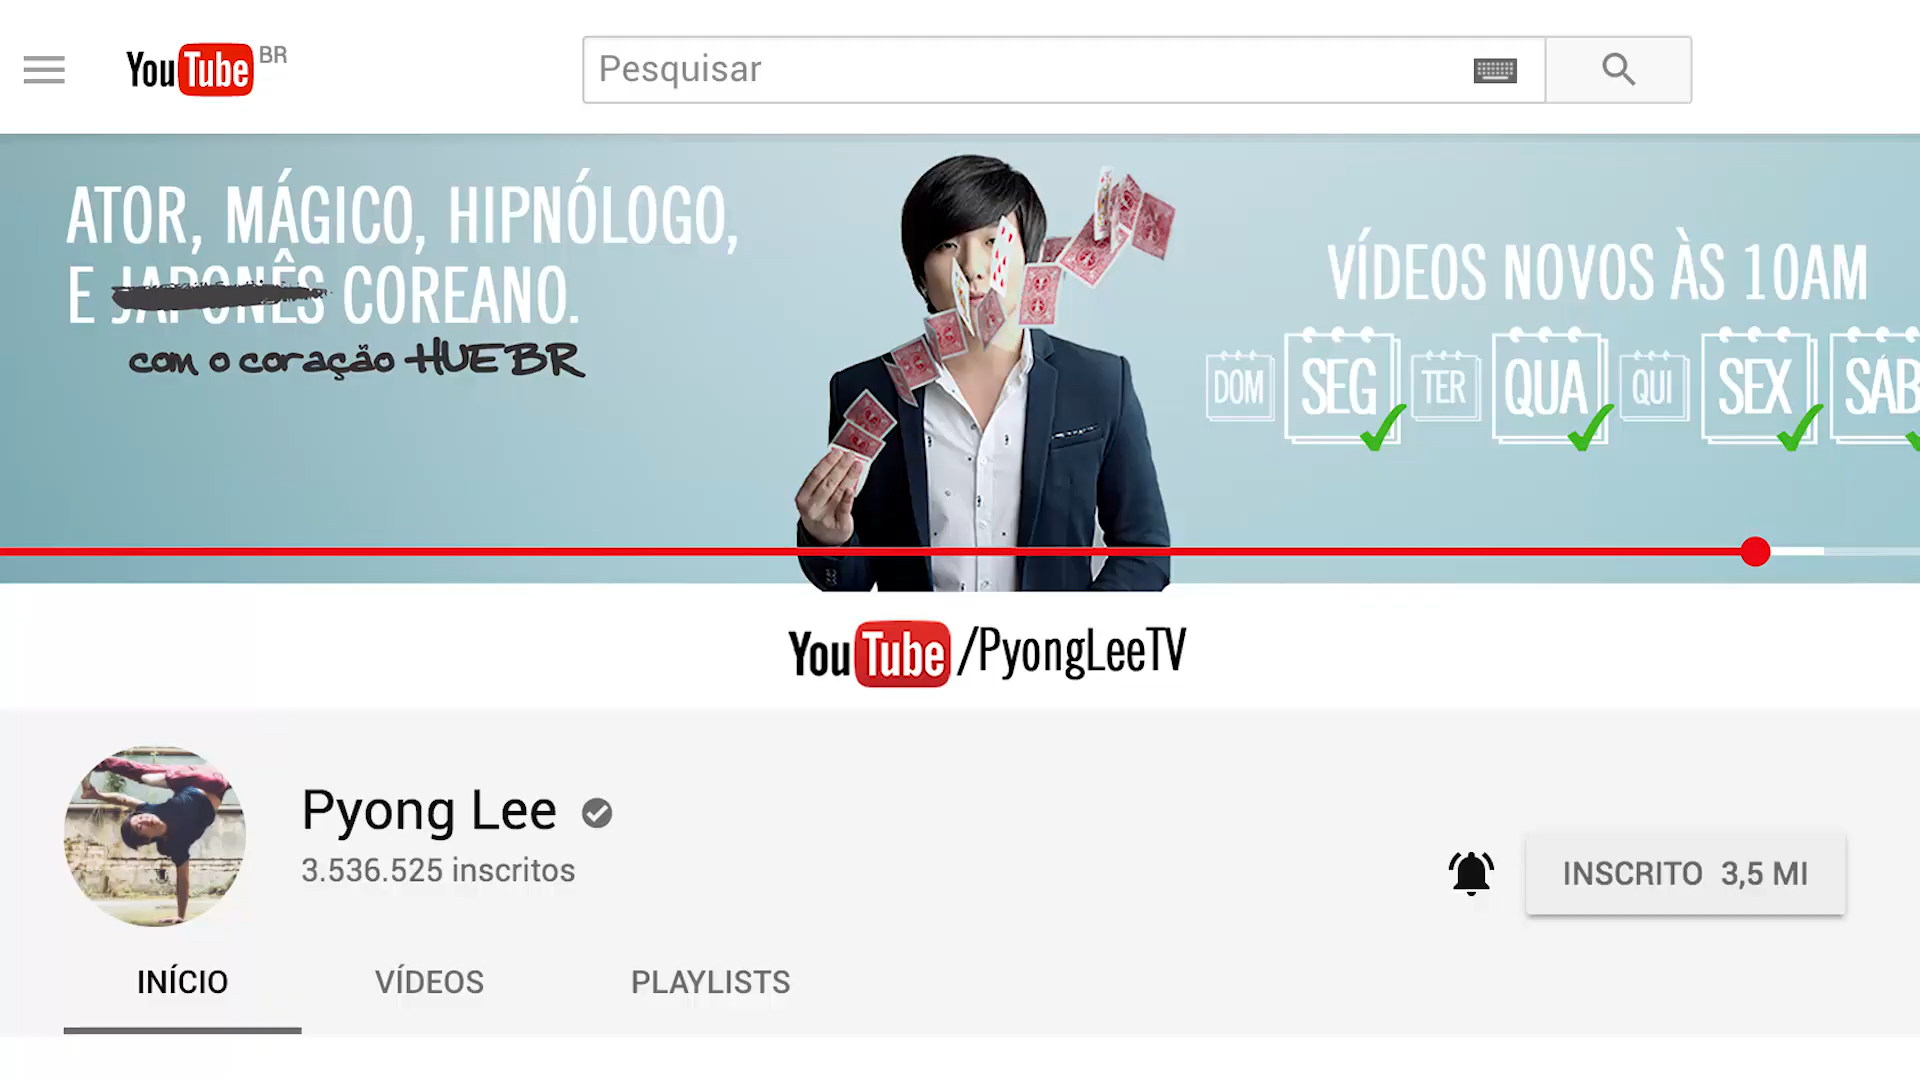 YouTube BR
Pesquisar
ATOR, MÁGICO, HIPNÓLOGO,
E JAPONÊS COREANO.
com o coração HUEBR
VÍDEOS NOVOS ÀS 10AM
DOM SEG TER QUA QUI SEX SÁB
YouTube/PyongLeeTV
Pyong Lee
3.536.525 inscritos
INSCRITO 3,5 MI
INÍCIO VÍDEOS PLAYLISTS